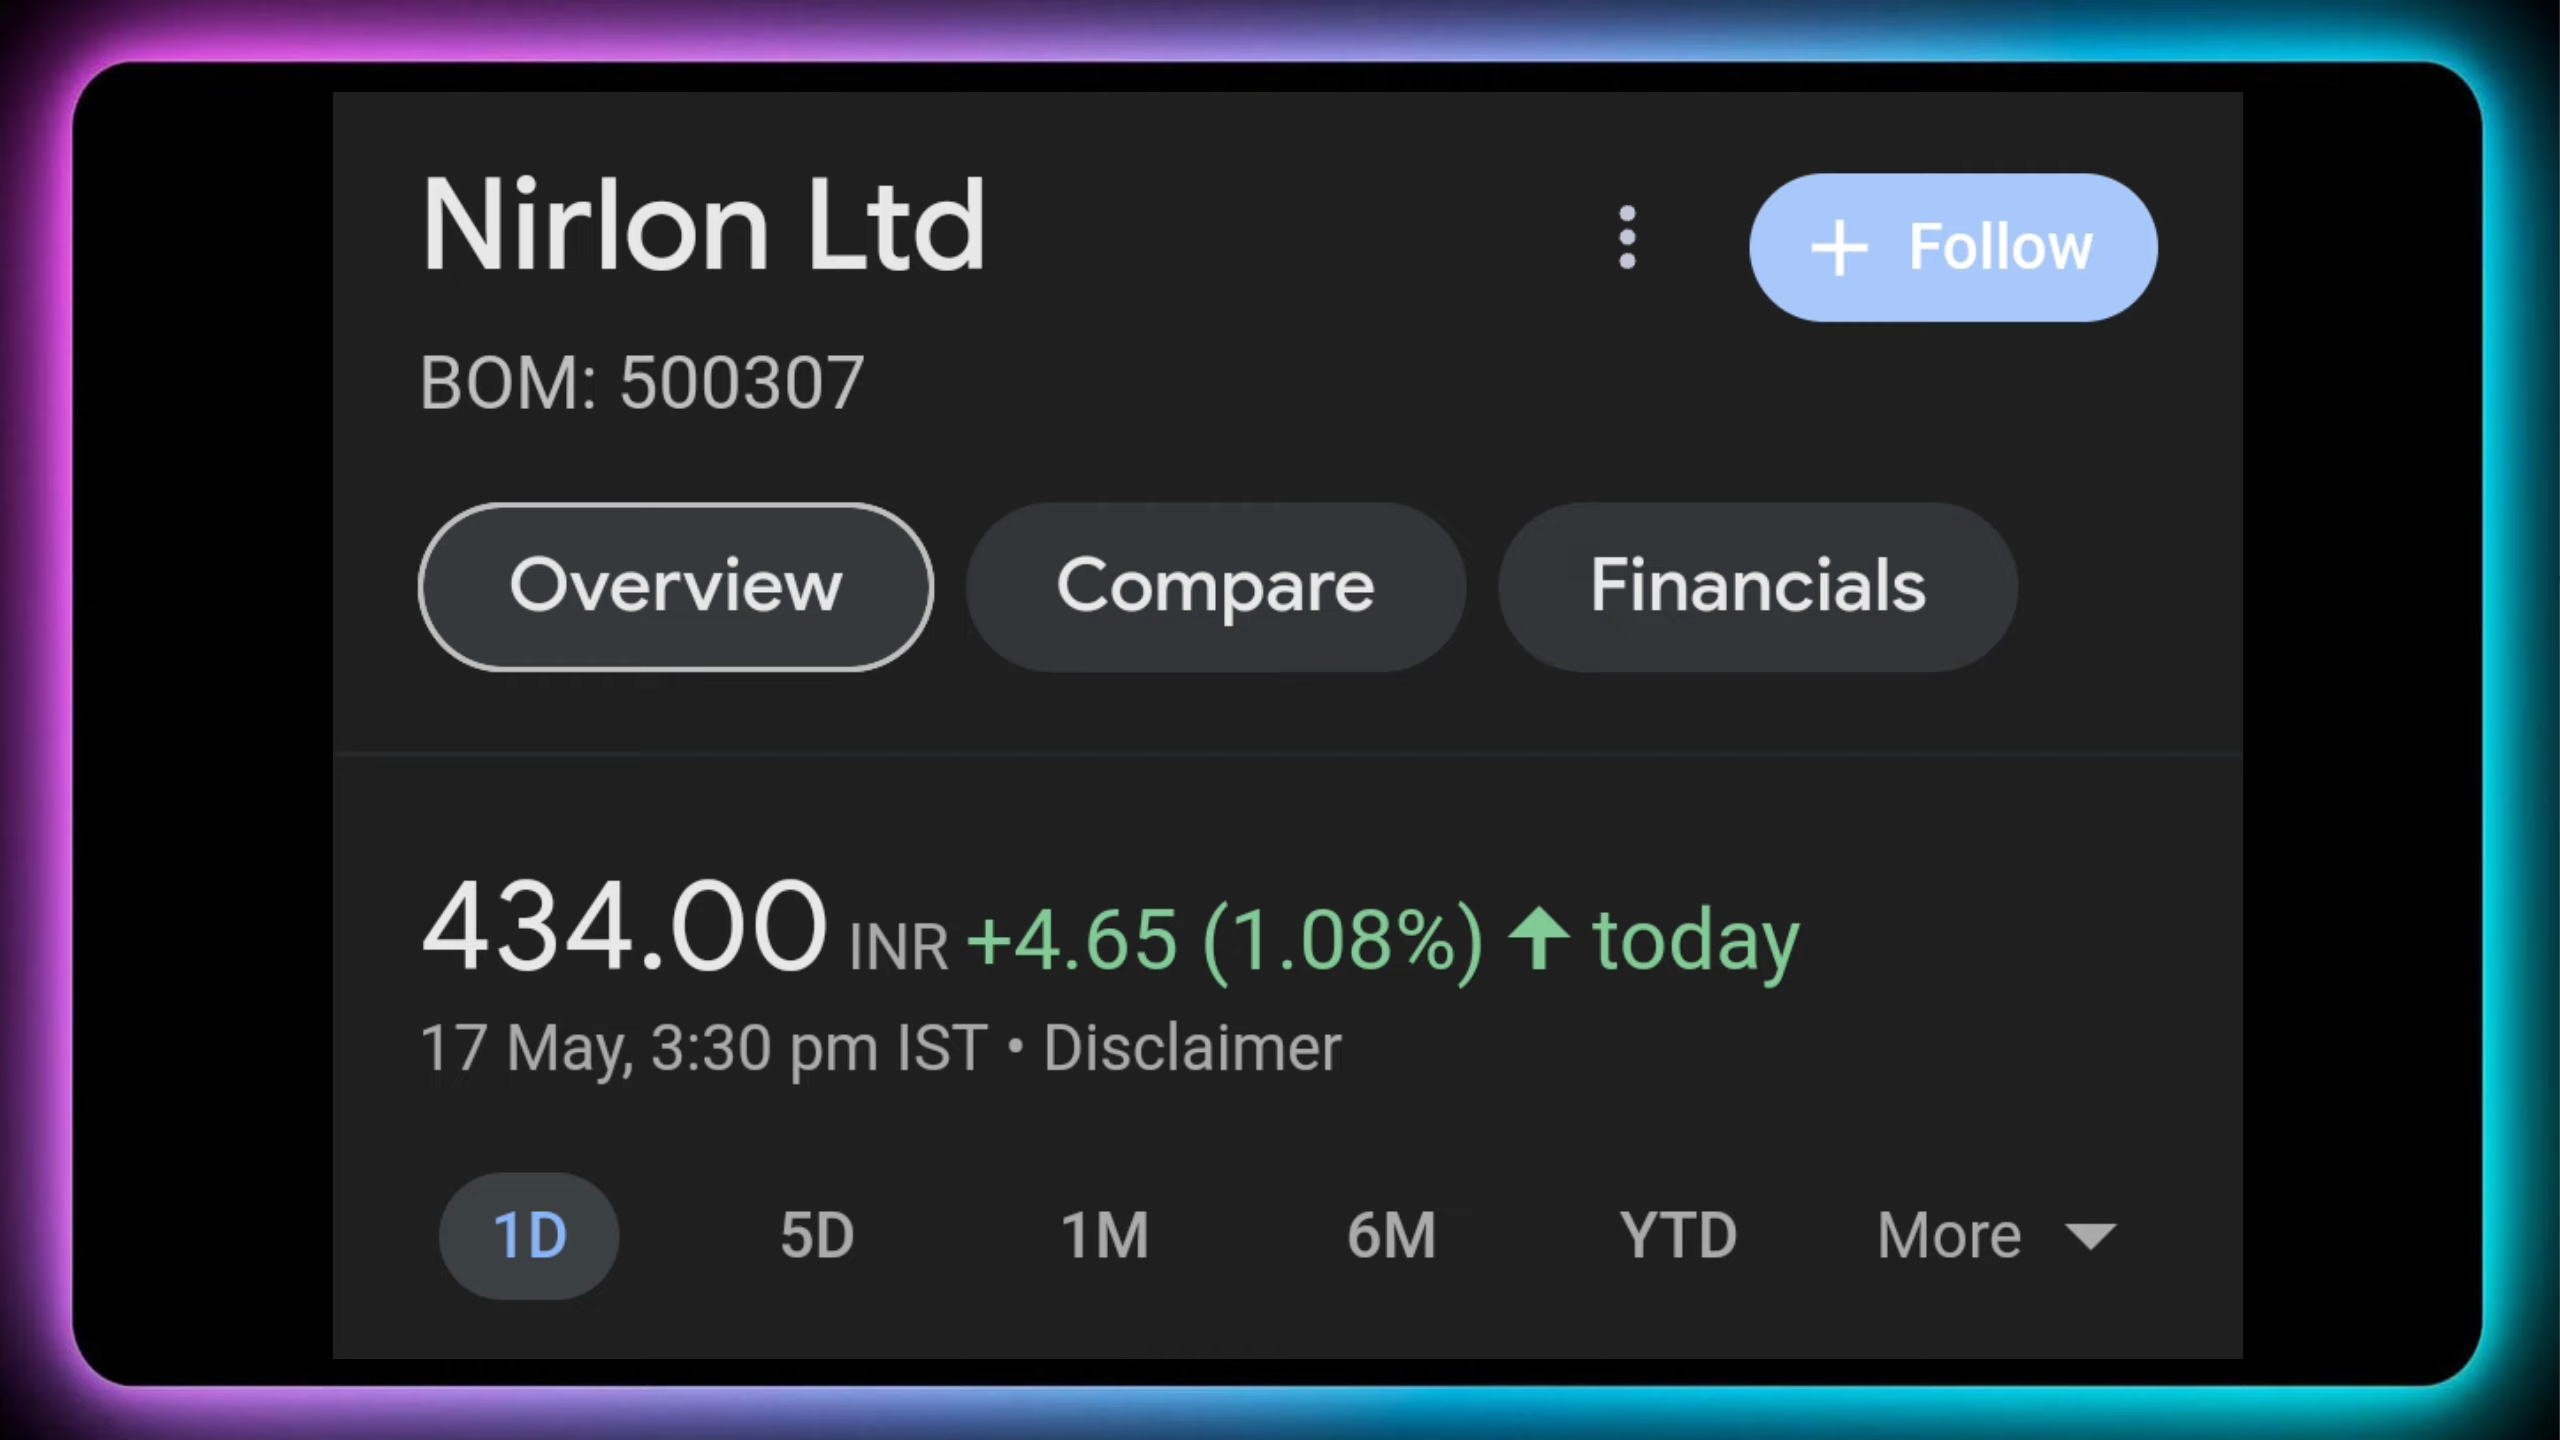 Nirlon Ltd
+ Follow
BOM: 500307
Overview Compare Financials
434.00 INR +4.65 (1.08%) ↑ today
17 May, 3:30 pm IST • Disclaimer
1D 5D 1M 6M YTD More